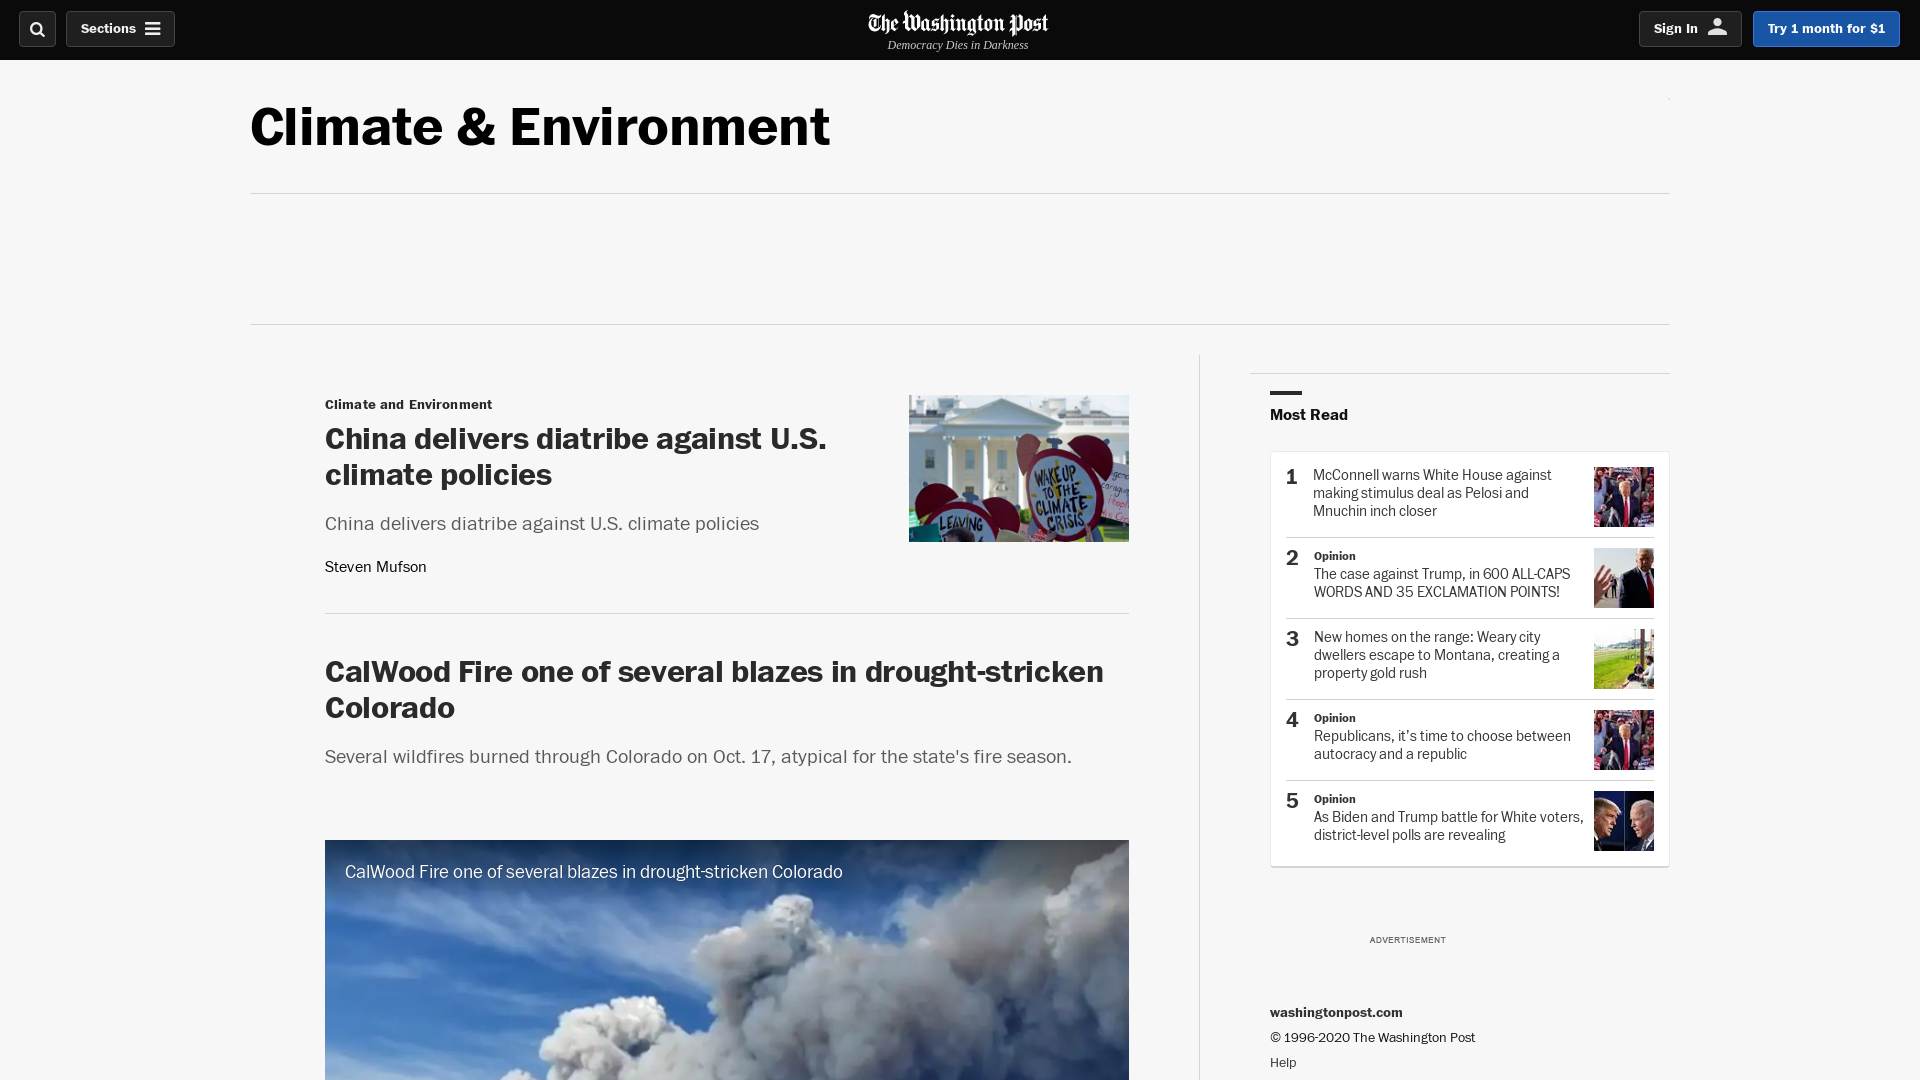 Sections
The Washington Post
Democracy Dies in Darkness
Sign In
Try 1 month for $1
Climate & Environment
Climate and Environment
China delivers diatribe against U.S.
climate policies
China delivers diatribe against U.S. climate policies
Steven Mufson
WAKE UP
TO THE
CLIMATE
CRISIS
LEAVING
CalWood Fire one of several blazes in drought-stricken
Colorado
Several wildfires burned through Colorado on Oct. 17, atypical for the state's fire season.
CalWood Fire one of several blazes in drought-stricken Colorado
Most Read
1
McConnell warns White House against
making stimulus deal as Pelosi and
Mnuchin inch closer
2
Opinion
The case against Trump, in 600 ALL-CAPS
WORDS AND 35 EXCLAMATION POINTS!
3
New homes on the range: Weary city
dwellers escape to Montana, creating a
property gold rush
4
Opinion
Republicans, it's time to choose between
autocracy and a republic
5
Opinion
As Biden and Trump battle for White voters,
district-level polls are revealing
ADVERTISEMENT
washingtonpost.com
© 1996-2020 The Washington Post
Help